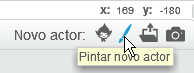 x: 169 y: -180
Novo actor:
Pintar novo actor